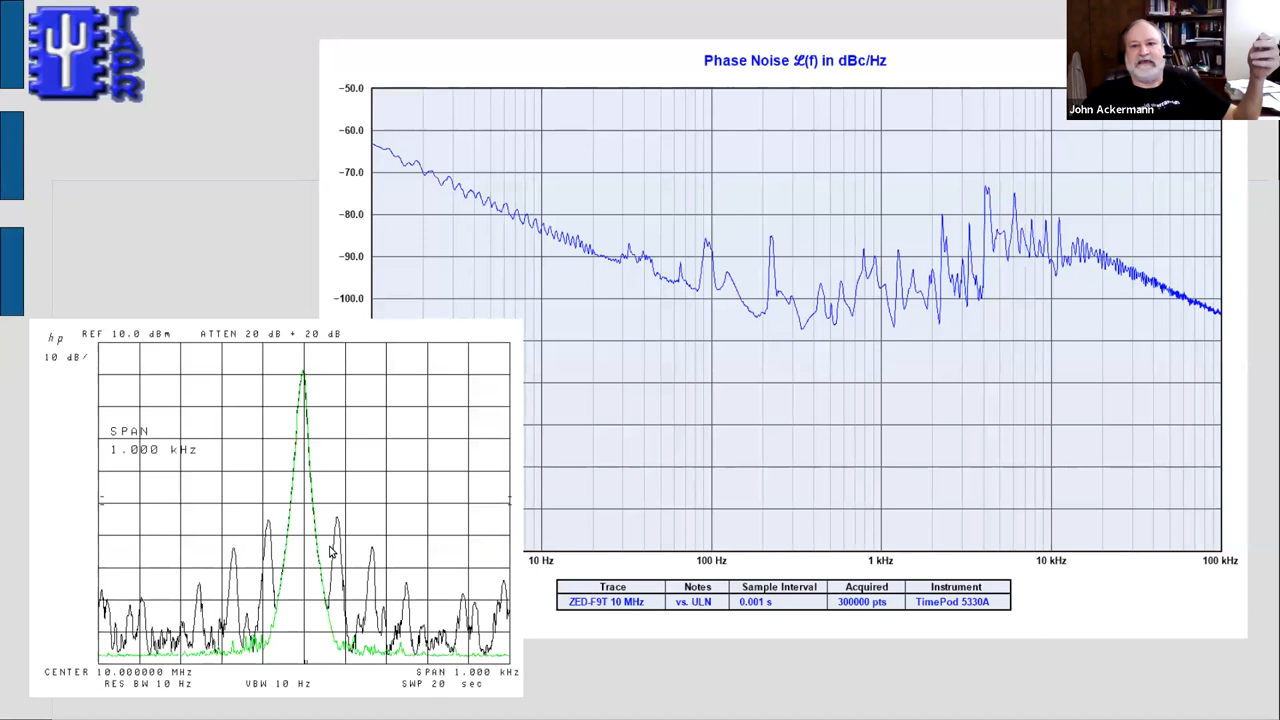 TAPR
Phase Noise ℒ(f) in dBc/Hz
John Ackermann
-50.0
-60.0
-70.0
-80.0
-90.0
-100.0
10 Hz 100 Hz 1 kHz 10 kHz 100 kHz
Trace Notes Sample Interval Acquired Instrument
ZED-F9T 10 MHz vs. ULN 0.001 s 300000 pts TimePod 5330A
hp REF 10.0 dBm ATTEN 20 dB + 20 dB
10 dB/
SPAN
1.000 kHz
CENTER 10.000000 MHz SPAN 1.000 kHz
RES BW 10 Hz VBW 10 Hz SWP 20 sec